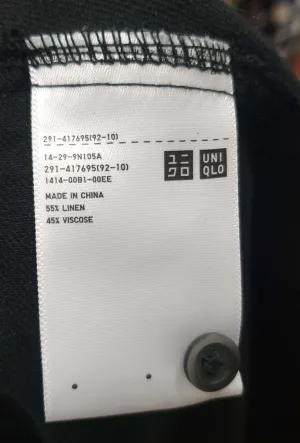 291-417695(92-10)
14-29-9N105A
291-417695(92-10)
1414-00B1-00EE
MADE IN CHINA
55% LINEN
45% VISCOSE
ユニ
クロ
UNI
QLO